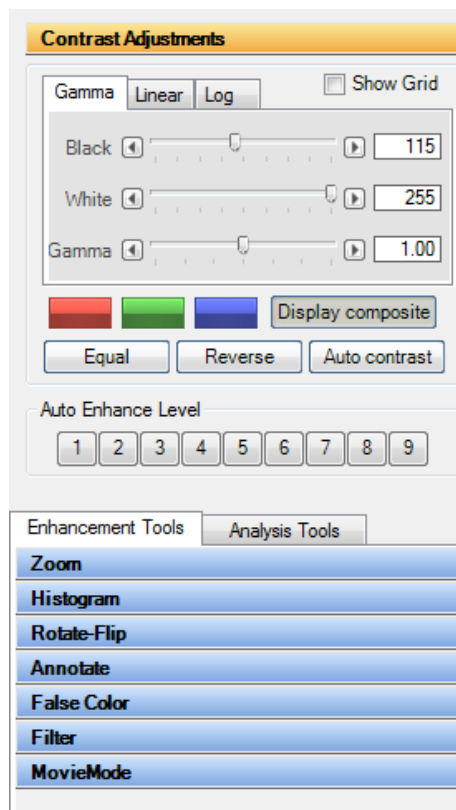 Contrast Adjustments
Gamma Linear Log Show Grid
Black 115
White 255
Gamma 1.00
Display composite
Equal Reverse Auto contrast
Auto Enhance Level
1 2 3 4 5 6 7 8 9
Enhancement Tools Analysis Tools
Zoom
Histogram
Rotate-Flip
Annotate
False Color
Filter
MovieMode